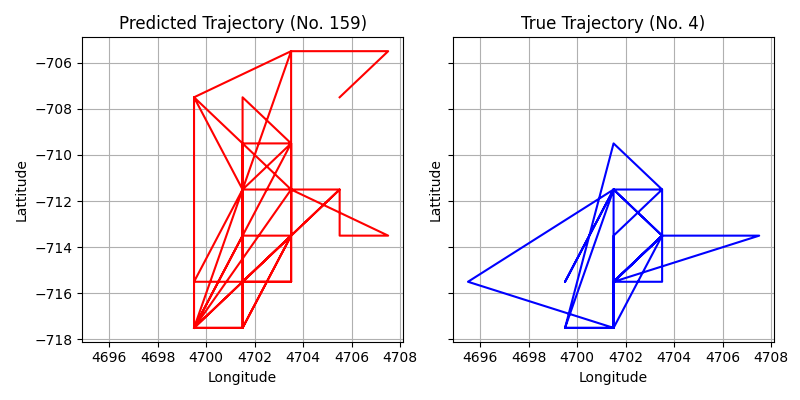 Predicted Trajectory (No. 159)
True Trajectory (No. 4)
Lattitude
−706
−708
−710
−712
−714
−716
−718
4696 4698 4700 4702 4704 4706 4708
Longitude
Lattitude
4696 4698 4700 4702 4704 4706 4708
Longitude